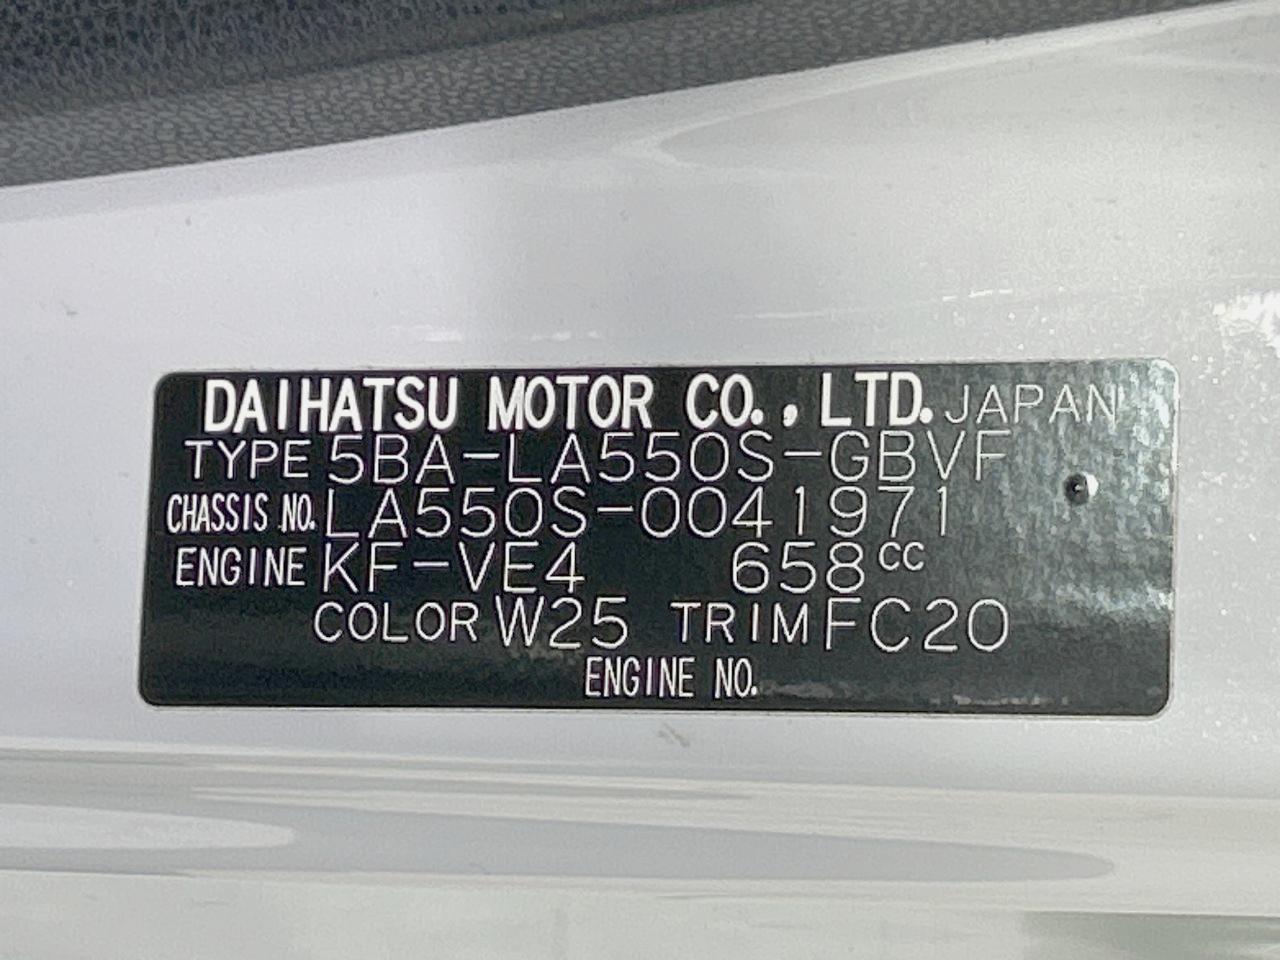 DAIHATSU MOTOR CO., LTD. JAPAN
TYPE 5BA-LA550S-GBVF
CHASSIS NO. LA550S-0041971
ENGINE KF-VE4 658cc
COLOR W25 TRIM FC20
ENGINE NO.